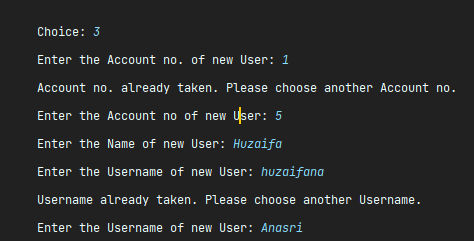 Choice: 3
Enter the Account no. of new User: 1
Account no. already taken. Please choose another Account no.
Enter the Account no of new User: 5
Enter the Name of new User: Huzaifa
Enter the Username of new User: huzaifana
Username already taken. Please choose another Username.
Enter the Username of new User: Anasri